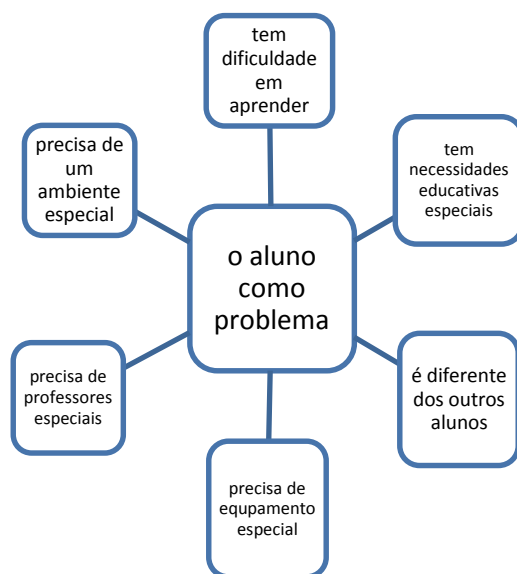 tem
dificuldade
em
aprender
precisa de
um
ambiente
especial
tem
necessidades
educativas
especiais
o aluno
como
problema
precisa de
professores
especiais
é diferente
dos outros
alunos
precisa de
equpamento
especial